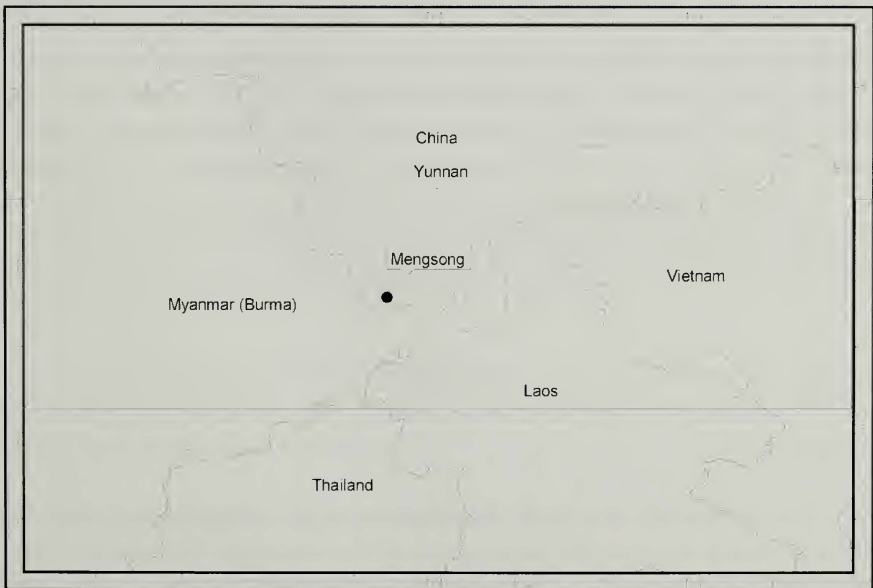 China
Yunnan
Mengsong
Vietnam
Myanmar (Burma)
Laos
Thailand